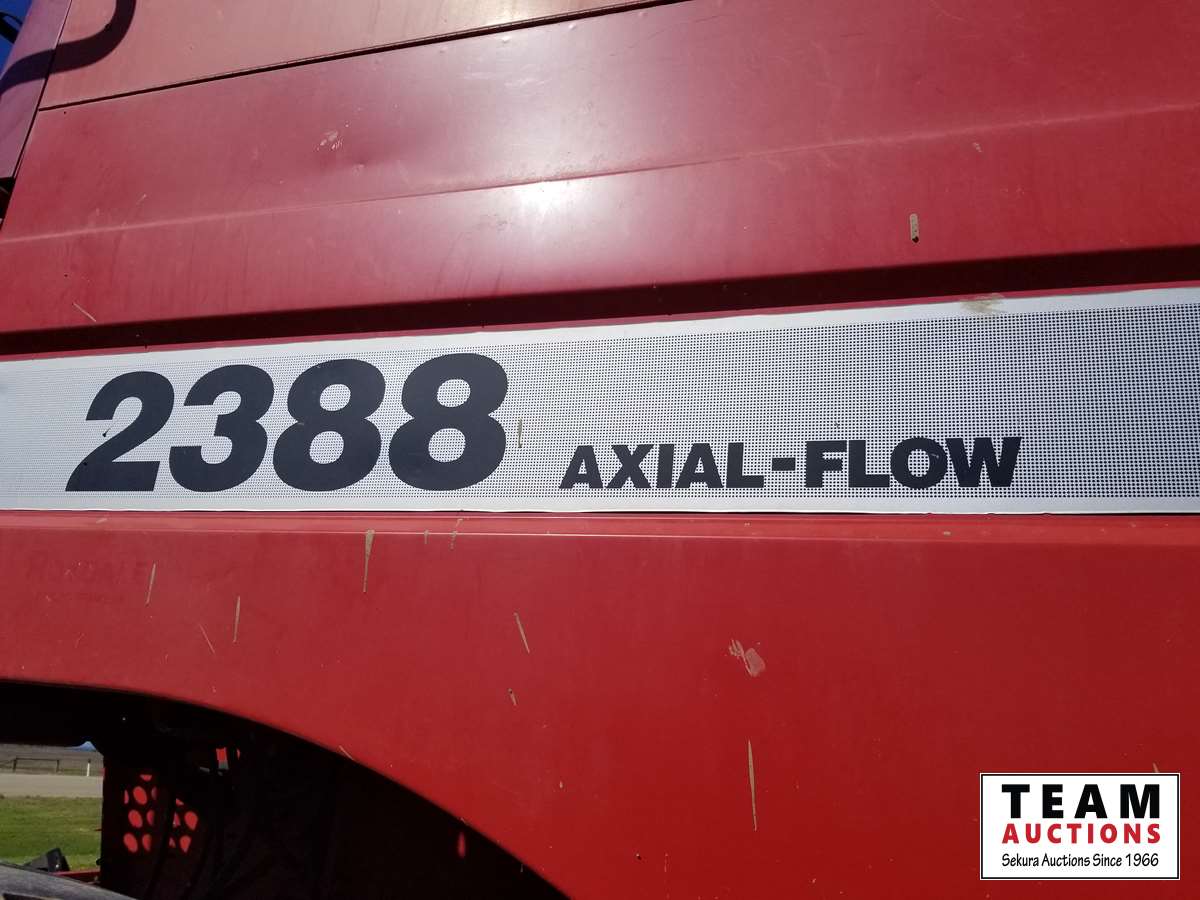 2388 AXIAL-FLOW
TEAM
AUCTIONS
Sekura Auctions Since 1966